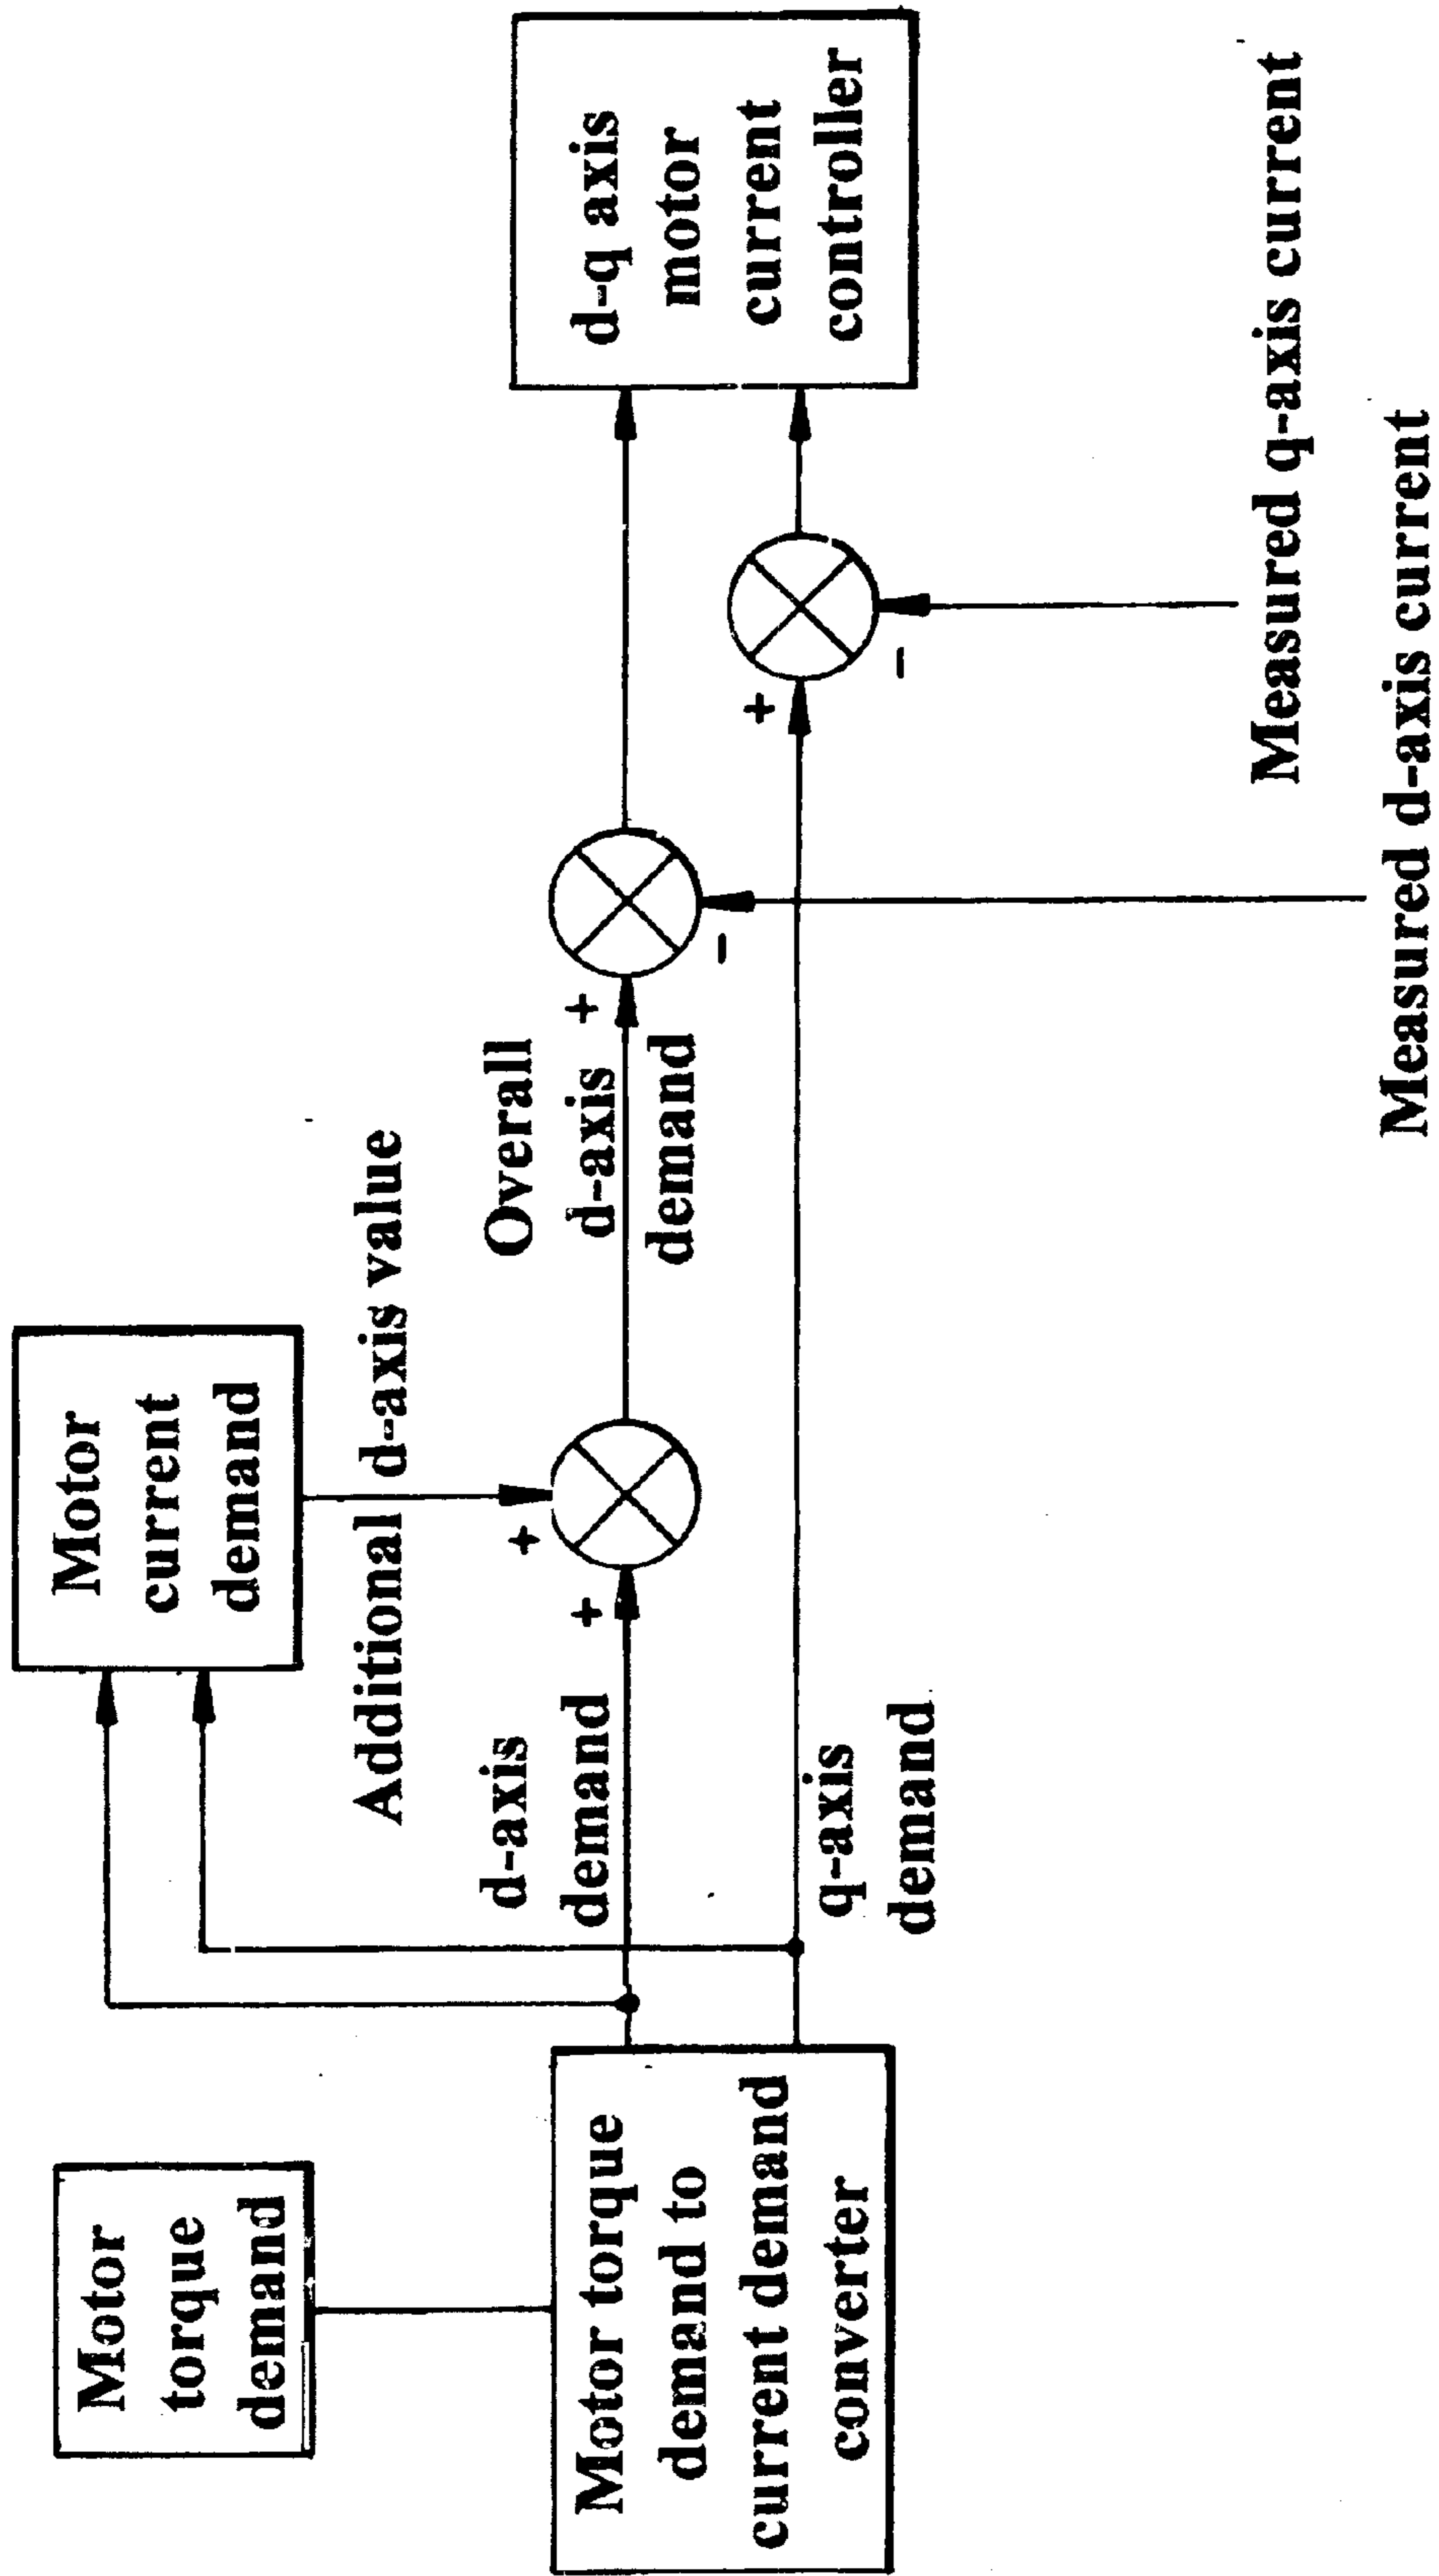 Motor
torque
demand
Motor torque
demand to
current demand
converter
Motor
current
demand
Additional d-axis value
d-axis
demand
+
+
q-axis
demand
Overall
d-axis
demand
+
-
+
-
d-q axis
motor
current
controller
Measured q-axis current
Measured d-axis current